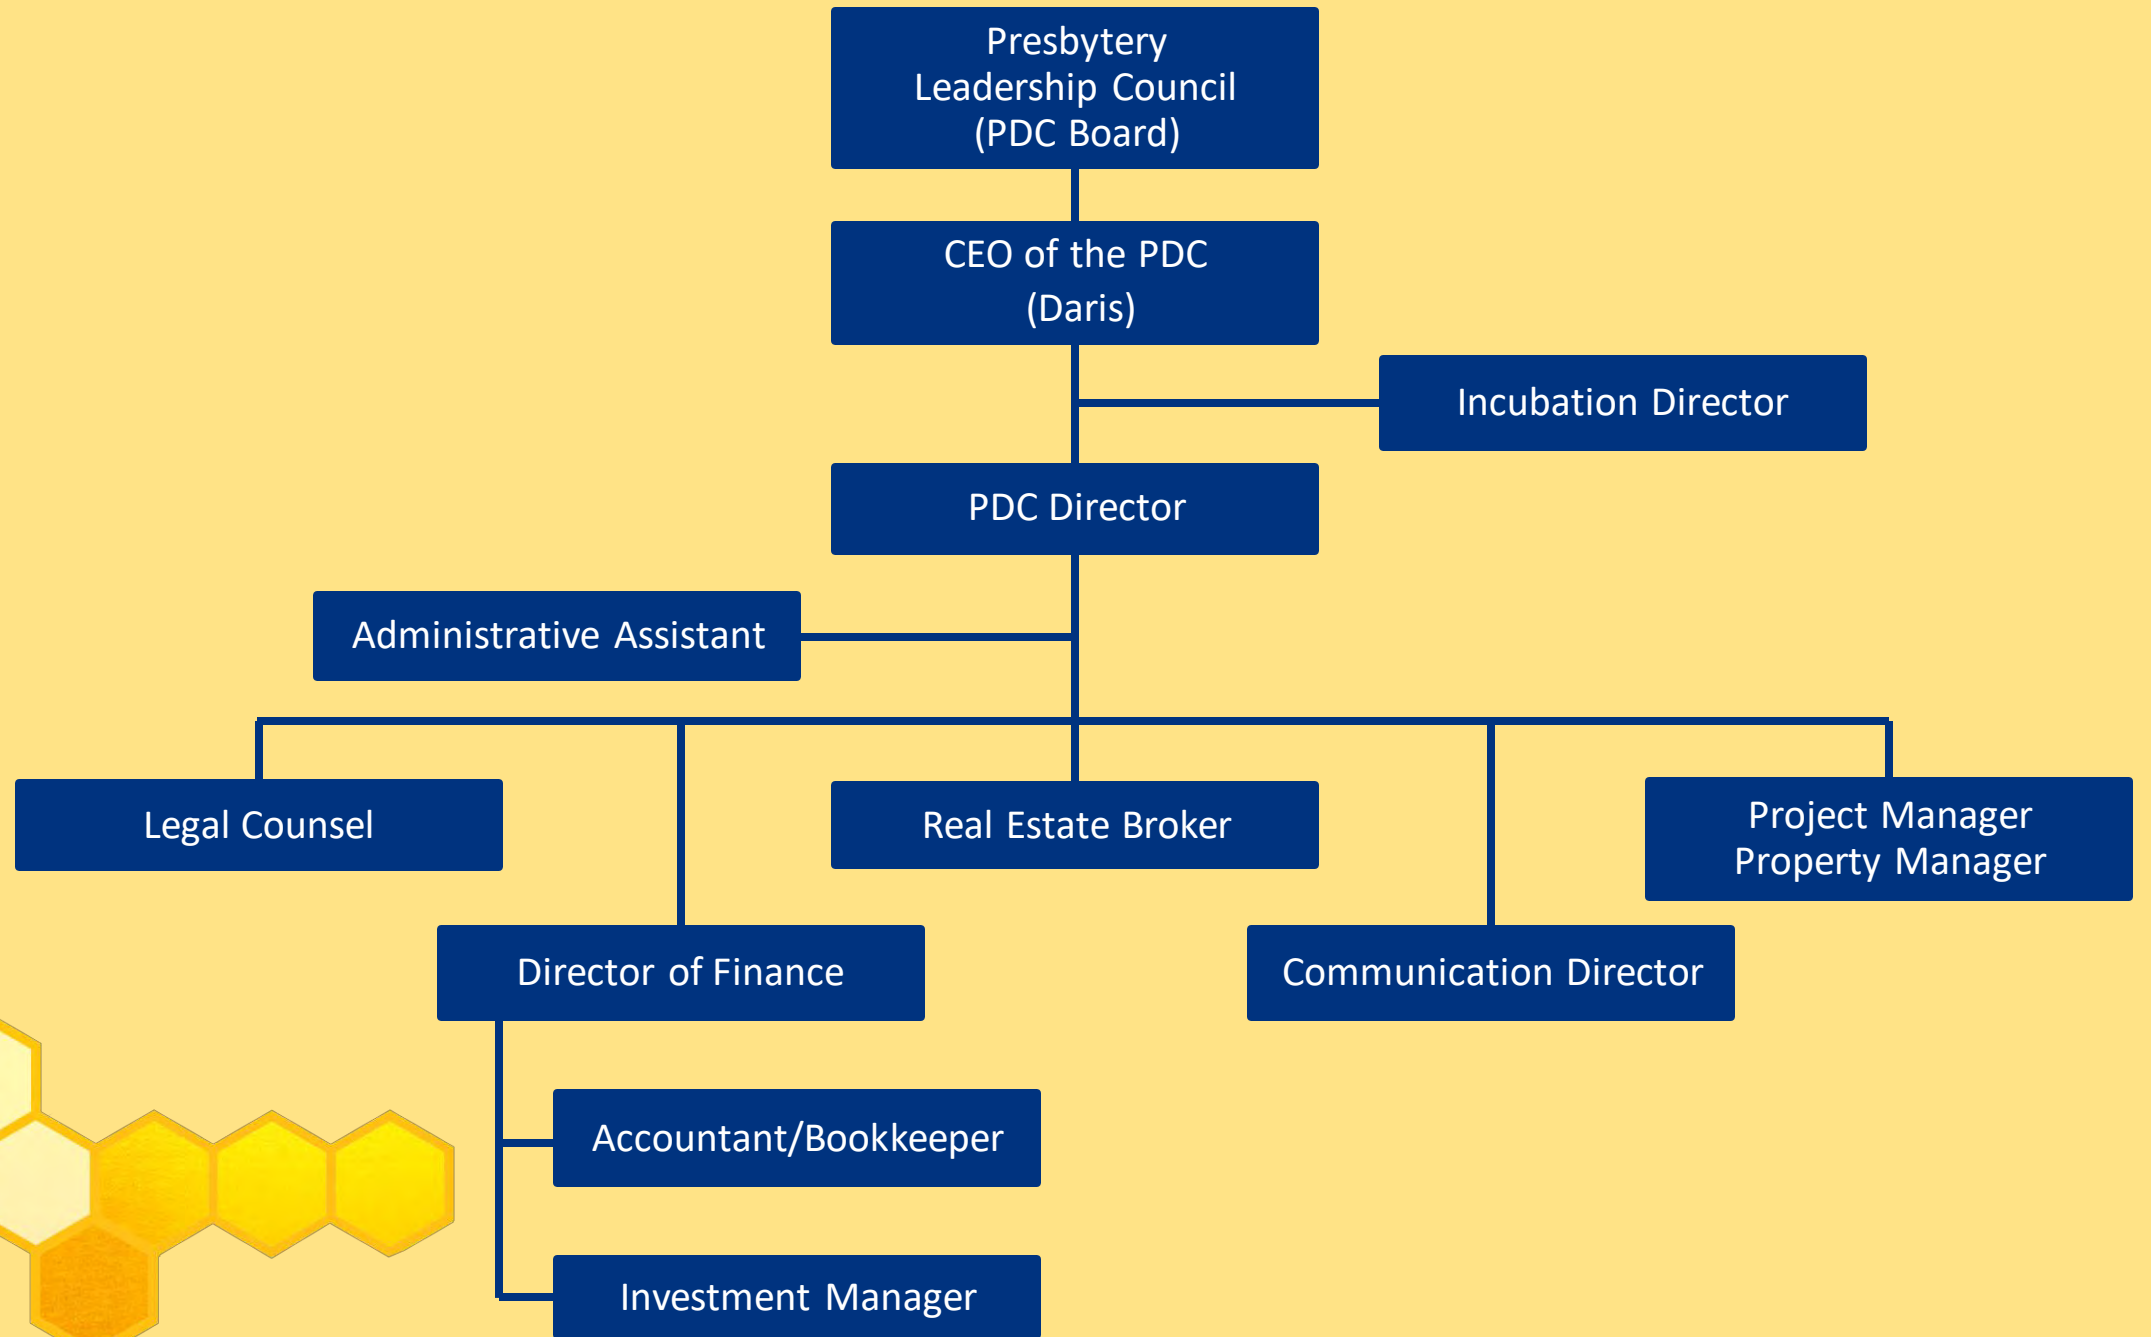 Presbytery
Leadership Council
(PDC Board)
CEO of the PDC
(Daris)
Incubation Director
PDC Director
Administrative Assistant
Legal Counsel
Real Estate Broker
Project Manager
Property Manager
Director of Finance
Communication Director
Accountant/Bookkeeper
Investment Manager